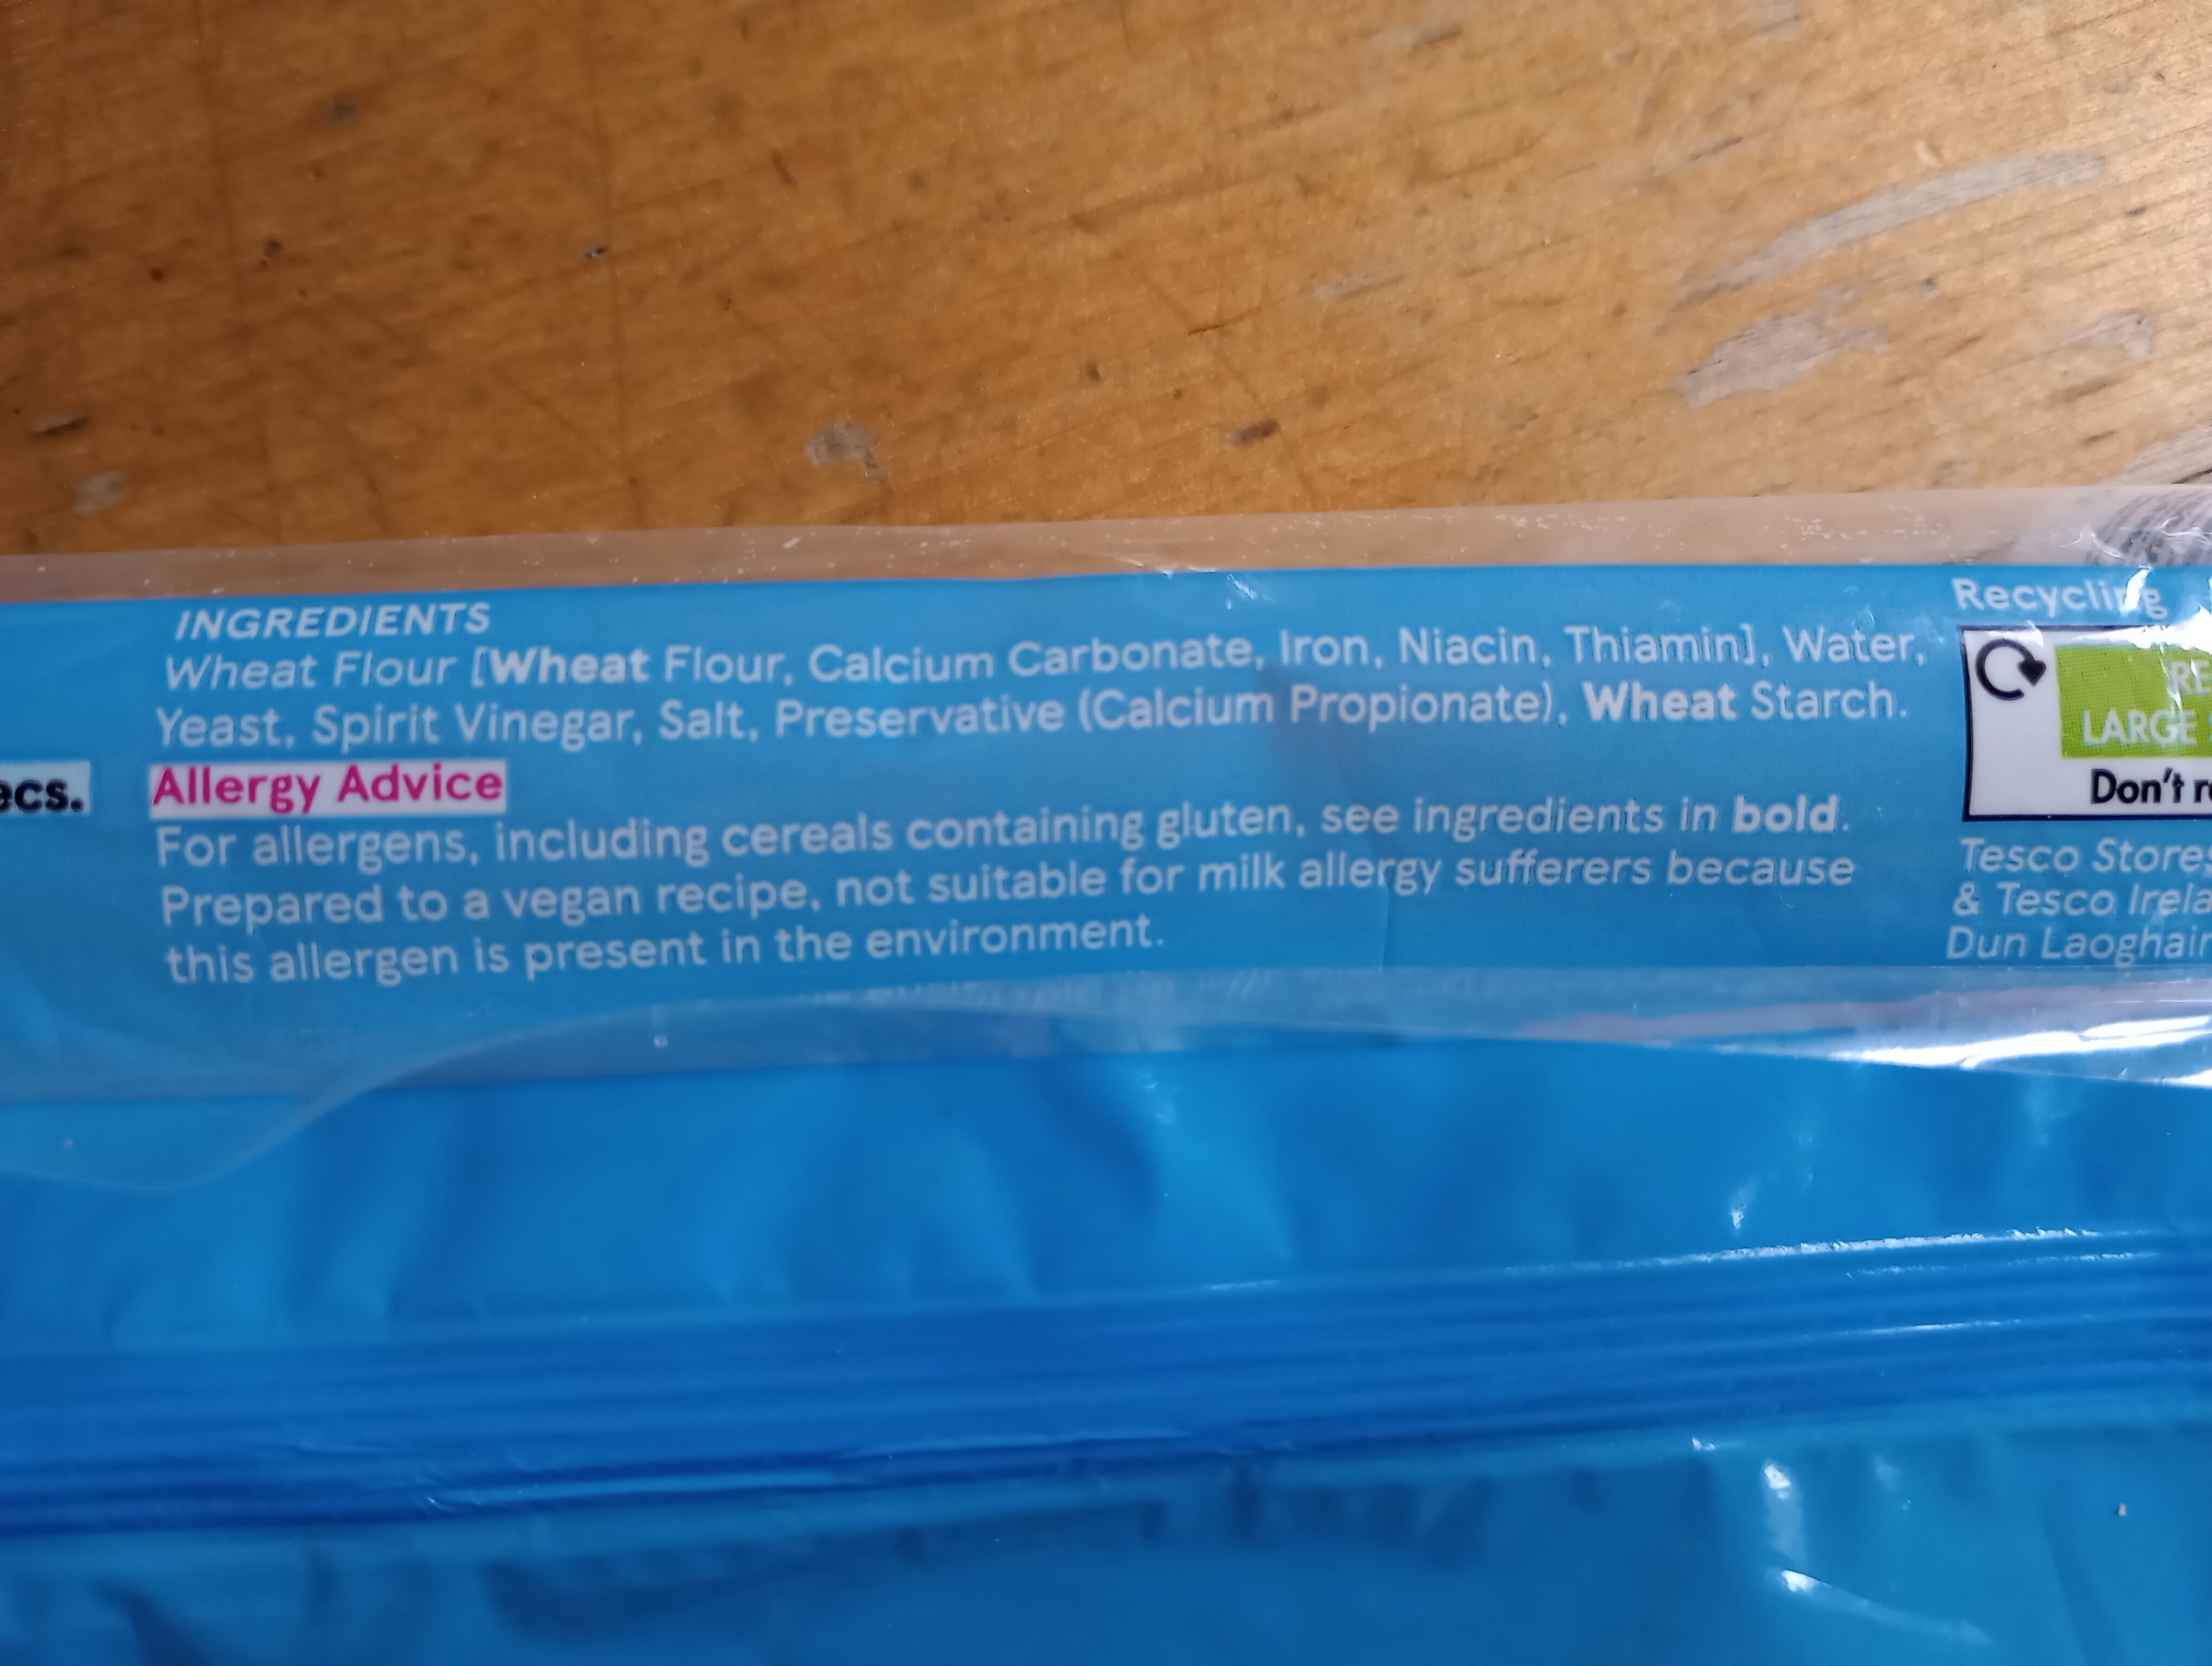 INGREDIENTS
Wheat Flour [Wheat Flour, Calcium Carbonate, Iron, Niacin, Thiamin], Water,
Yeast, Spirit Vinegar, Salt, Preservative (Calcium Propionate), Wheat Starch.
Allergy Advice
For allergens, including cereals containing gluten, see ingredients in bold.
Prepared to a vegan recipe, not suitable for milk allergy sufferers because
this allergen is present in the environment.
ecs.
Recycling
RE
LARGE
Don't r
Tesco Stores
& Tesco Irela
Dun Laoghair